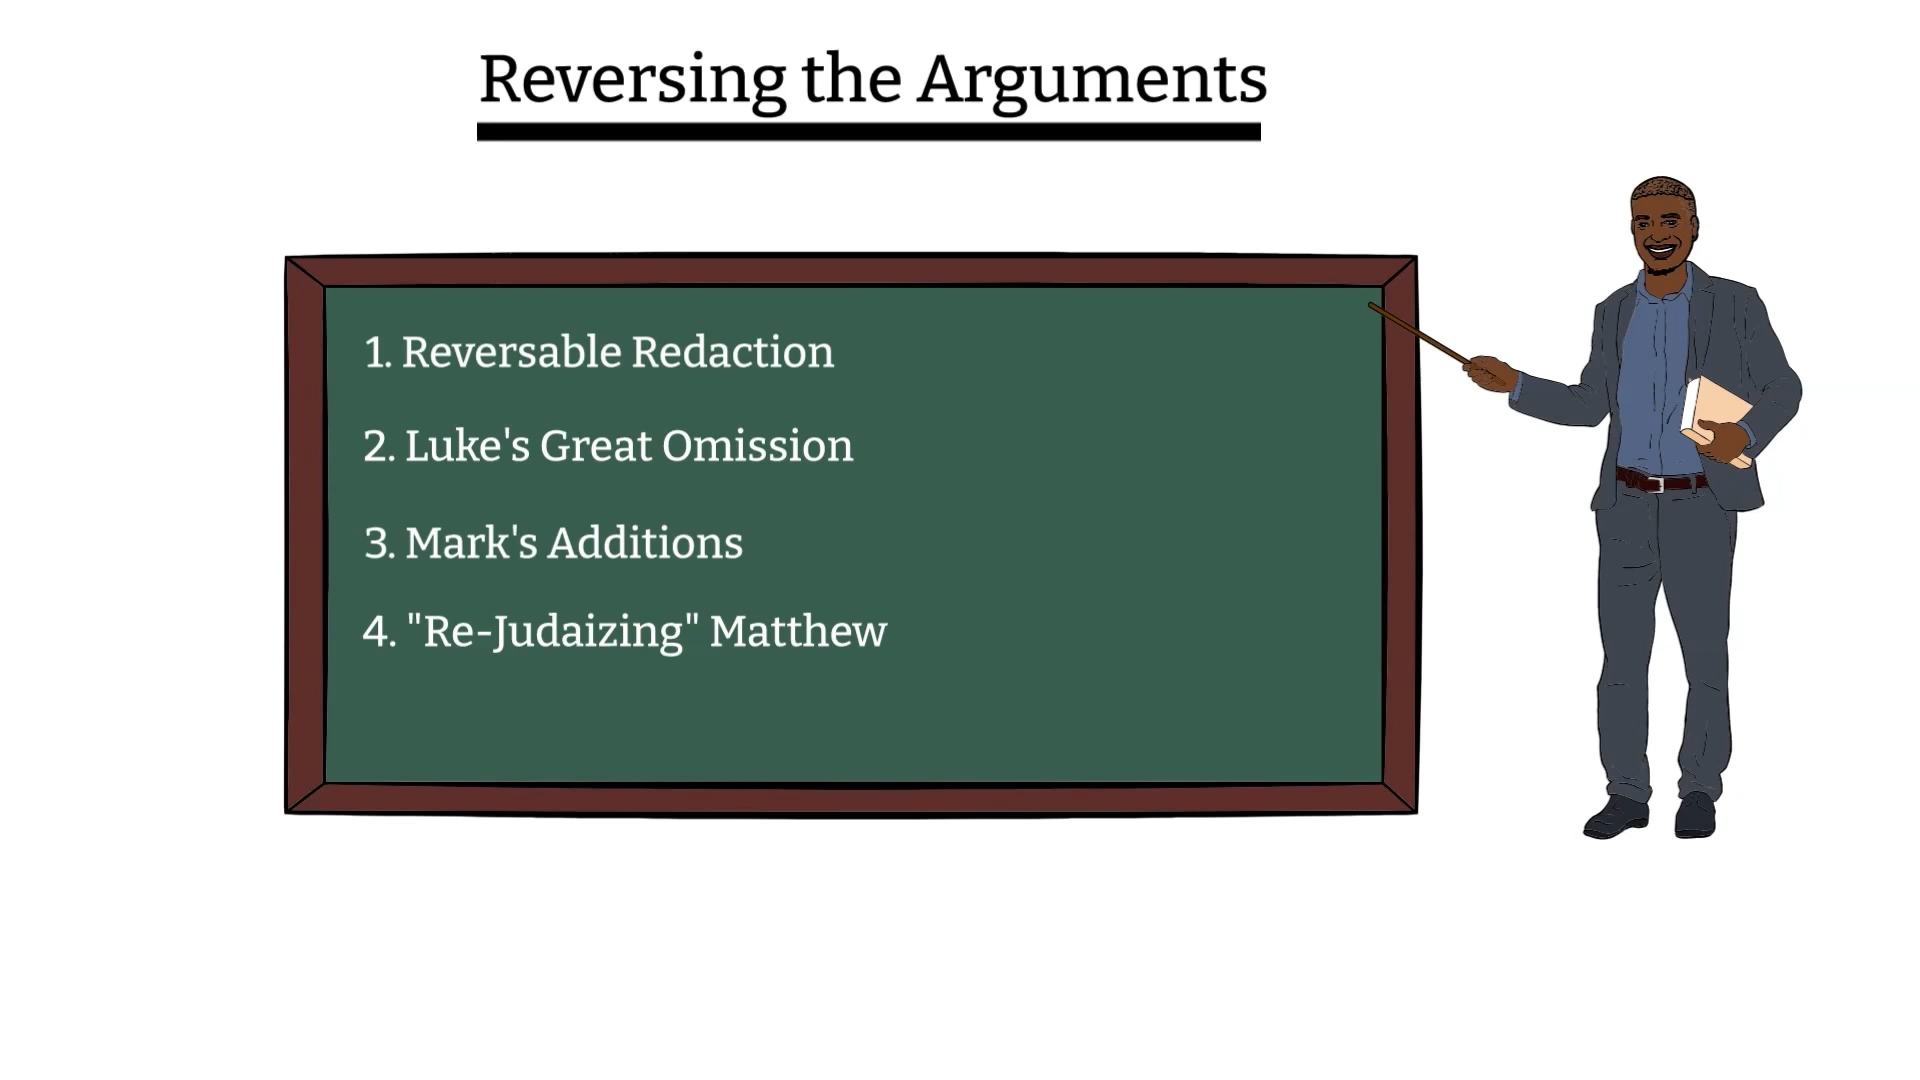 Reversing the Arguments
1. Reversable Redaction
2. Luke's Great Omission
3. Mark's Additions
4. "Re-Judaizing" Matthew